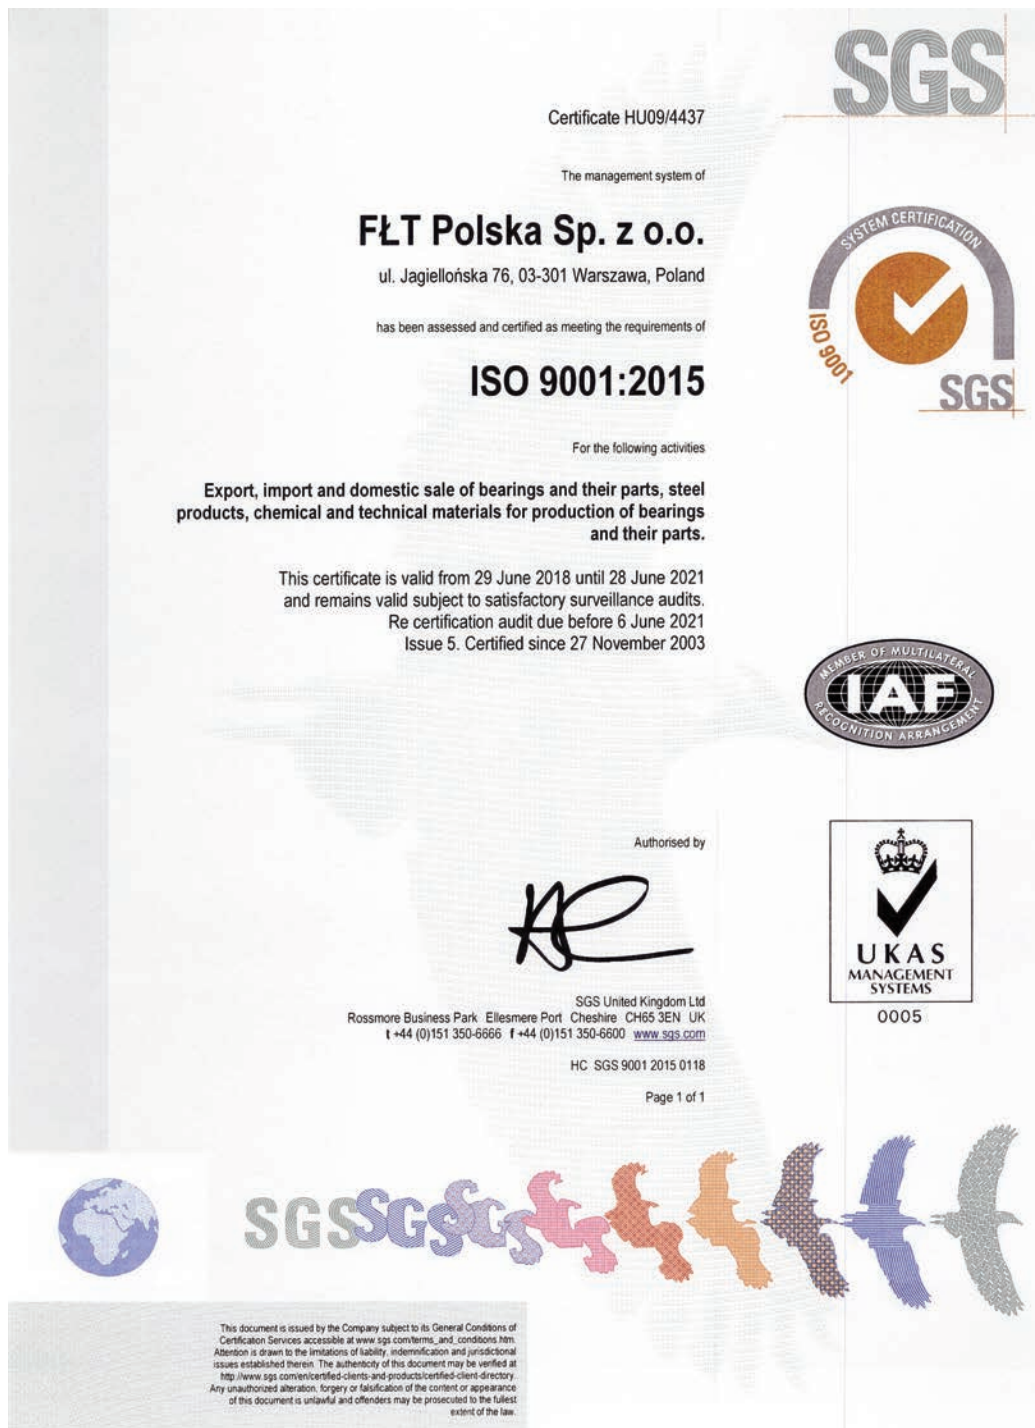 SGS
Certificate HU09/4437
The management system of
FŁT Polska Sp. z o.o.
ul. Jagiellońska 76, 03-301 Warszawa, Poland
has been assessed and certified as meeting the requirements of
ISO 9001:2015
For the following activities
Export, import and domestic sale of bearings and their parts, steel
products, chemical and technical materials for production of bearings
and their parts.
This certificate is valid from 29 June 2018 until 28 June 2021
and remains valid subject to satisfactory surveillance audits.
Re certification audit due before 6 June 2021
Issue 5. Certified since 27 November 2003
SYSTEM CERTIFICATION
ISO 9001
SGS
MEMBER OF MULTILATERAL
IAF
RECOGNITION ARRANGEMENT
Authorised by
SGS United Kingdom Ltd
Rossmore Business Park Ellesmere Port Cheshire CH65 3EN UK
t +44 (0)151 350-6666 f +44 (0)151 350-6600 www.sgs.com
HC SGS 9001 2015 0118
Page 1 of 1
UKAS
MANAGEMENT
SYSTEMS
0005
SGSSGSSGS
This document is issued by the Company subject to its General Conditions of
Certification Services accessible at www.sgs.com/terms_and_conditions.htm.
Attention is drawn to the limitations of liability, indemnification and jurisdictional
issues established therein. The authenticity of this document may be verified at
http://www.sgs.com/en/certified-clients-and-products/certified-client-directory.
Any unauthorized alteration, forgery or falsification of the content or appearance
of this document is unlawful and offenders may be prosecuted to the fullest
extent of the law.